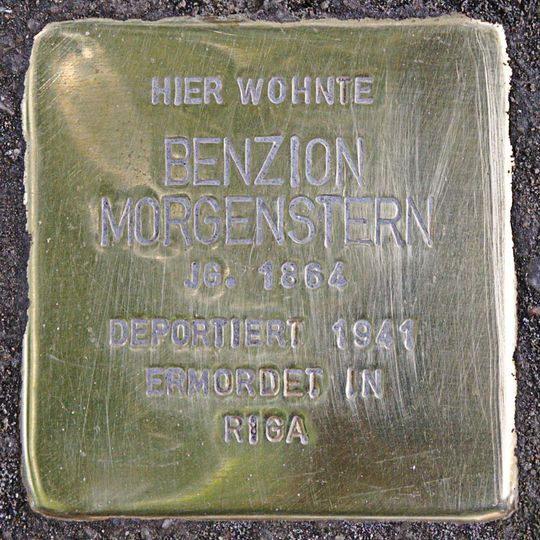 HIER WOHNTE
BENZION
MORGENSTERN
JG. 1864
DEPORTIERT 1941
ERMORDET IN
RIGA